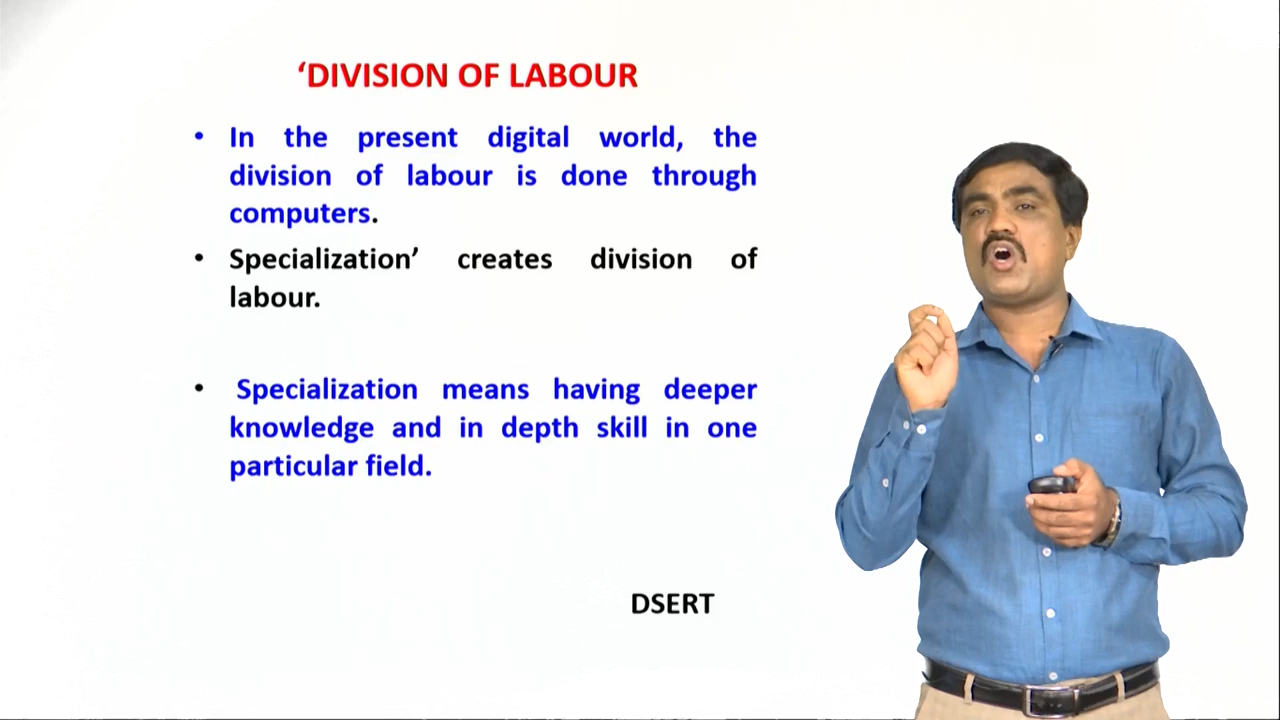 ‘DIVISION OF LABOUR
• In the present digital world, the
division of labour is done through
computers.
• Specialization’ creates division of
labour.
• Specialization means having deeper
knowledge and in depth skill in one
particular field.
DSERT